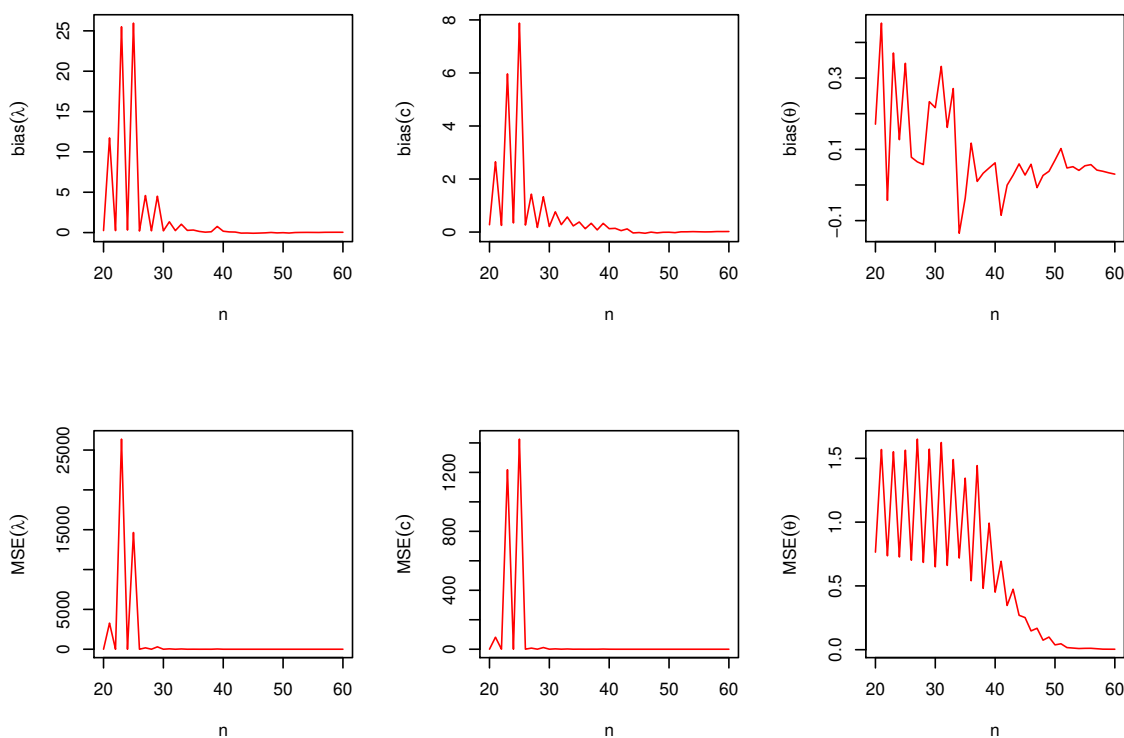 bias(λ)
0 5 10 15 20 25
20 30 40 50 60
n
bias(c)
0 2 4 6 8
20 30 40 50 60
n
bias(θ)
−0.1 0.1 0.3
20 30 40 50 60
n
MSE(λ)
0 5000 15000 25000
20 30 40 50 60
n
MSE(c)
0 400 800 1200
20 30 40 50 60
n
MSE(θ)
0.0 0.5 1.0 1.5
20 30 40 50 60
n